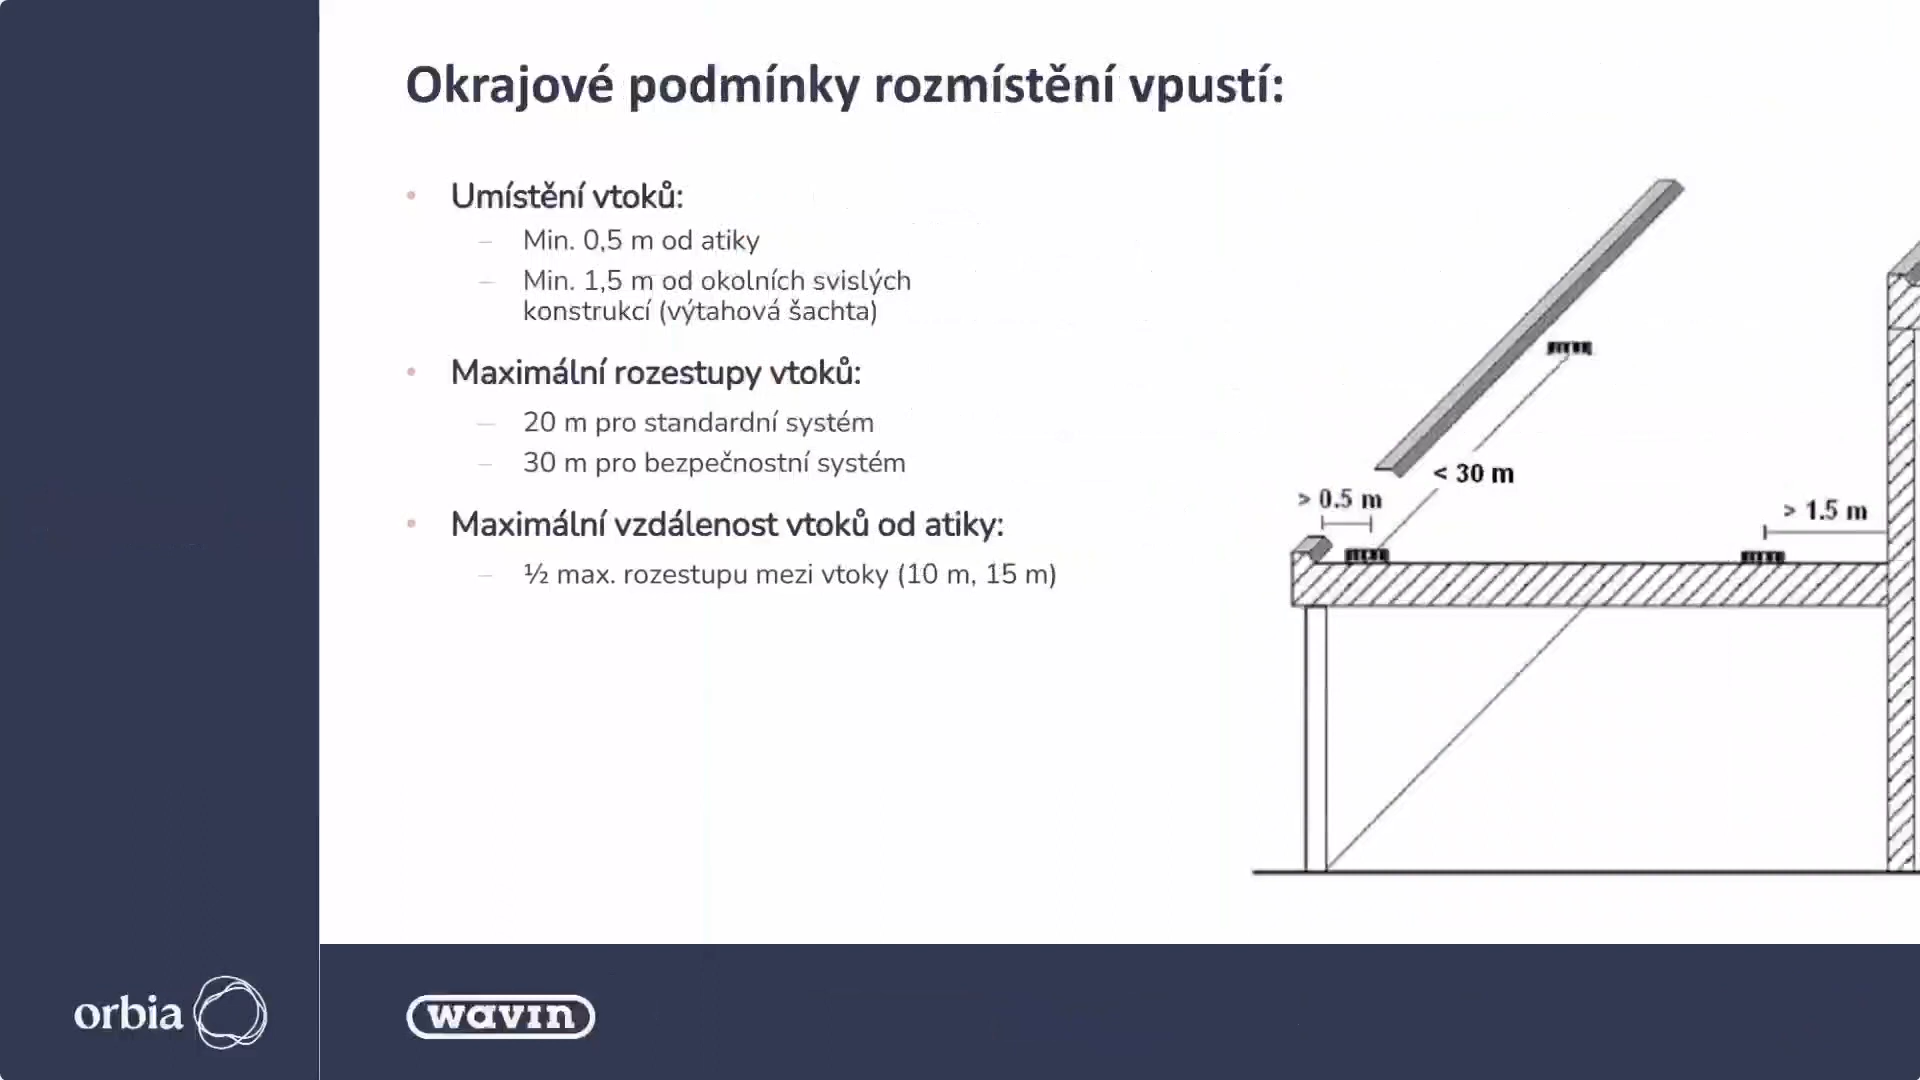 Okrajové podmínky rozmístění vpustí:
• Umístění vtoků:
– Min. 0,5 m od atiky
– Min. 1,5 m od okolních svislých
konstrukcí (výtahová šachta)
• Maximální rozestupy vtoků:
– 20 m pro standardní systém
– 30 m pro bezpečnostní systém
• Maximální vzdálenost vtoků od atiky:
– ½ max. rozestupu mezi vtoky (10 m, 15 m)
< 30 m
> 0.5 m
> 1.5 m
orbia
wavin